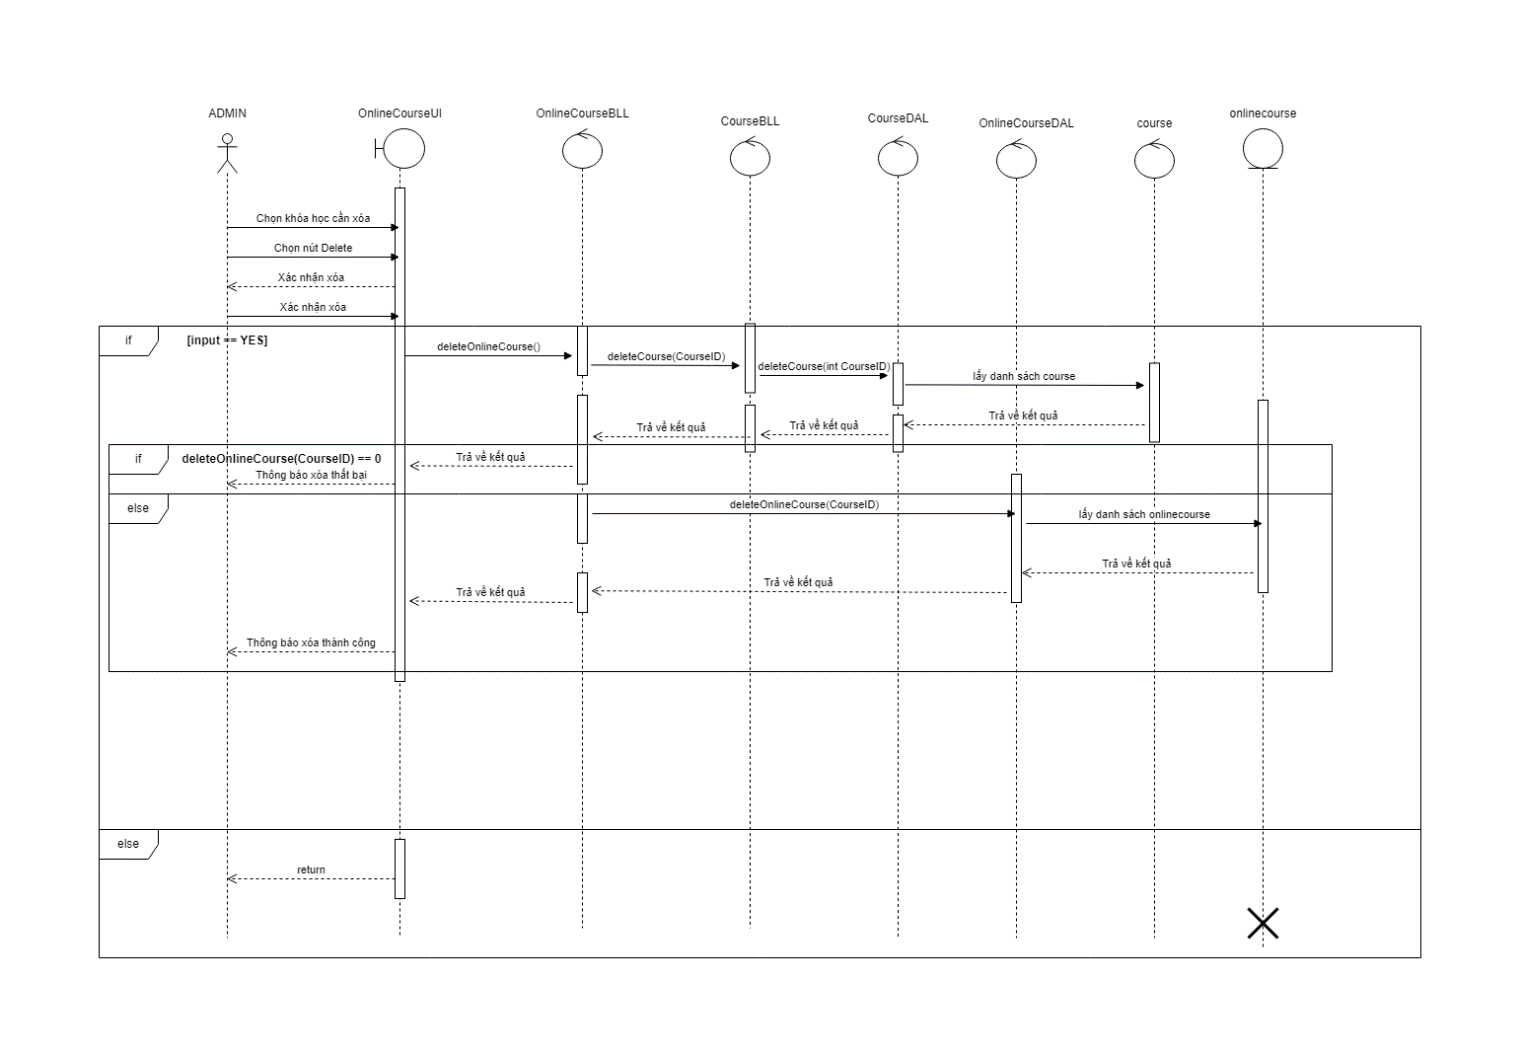 ADMIN
OnlineCourseUI
OnlineCourseBLL
CourseBLL
CourseDAL
OnlineCourseDAL
course
onlinecourse
Chọn khóa học cần xóa
Chọn nút Delete
Xác nhận xóa
Xác nhận xóa
if
[input == YES]
deleteOnlineCourse()
deleteCourse(CourseID)
deleteCourse(int CourseID)
lấy danh sách course
Trả về kết quả
Trả về kết quả
Trả về kết quả
if
deleteOnlineCourse(CourseID) == 0
Trả về kết quả
Thông báo xóa thất bại
else
deleteOnlineCourse(CourseID)
lấy danh sách onlinecourse
Trả về kết quả
Trả về kết quả
Trả về kết quả
Thông báo xóa thành công
else
return